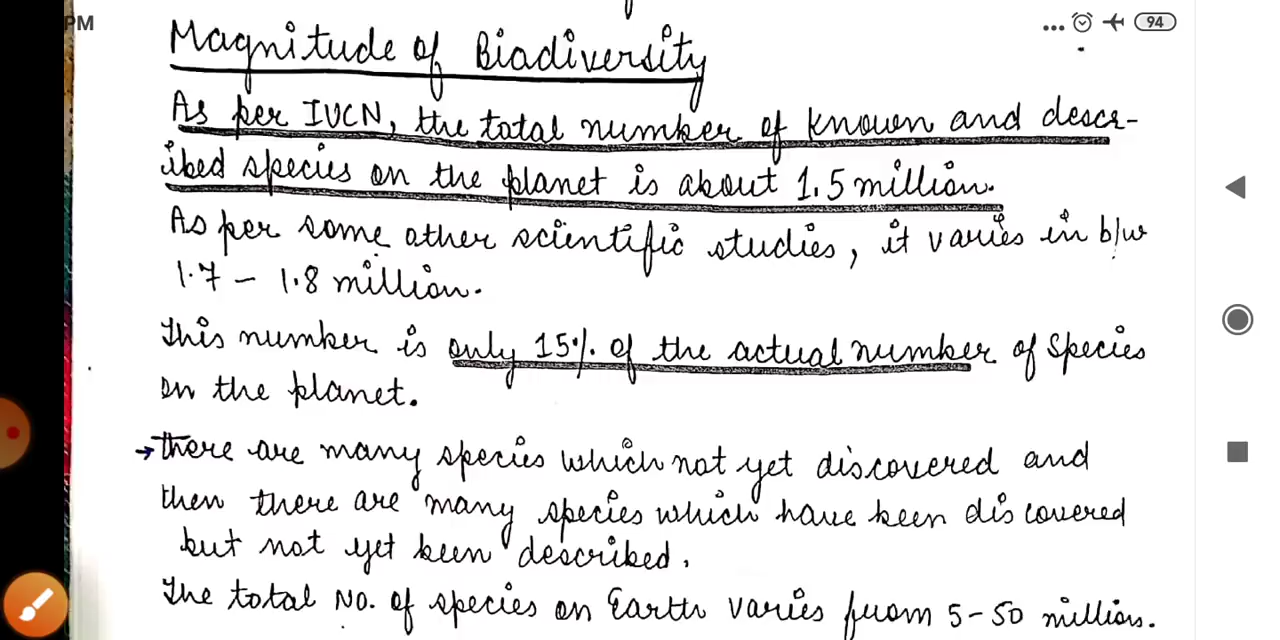 PM
... 94
Magnitude of Biodiversity
As per IUCN, the total number of known and descr-
ibed species on the planet is about 1.5 million.
As per some other scientific studies, it varies in b/w
1.7 - 1.8 million.
This number is only 15%. of the actual number of species
on the planet.
→ There are many species which not yet discovered and
then there are many species which have been discovered
but not yet been described.
The total No. of species on Earth varies from 5-50 million.